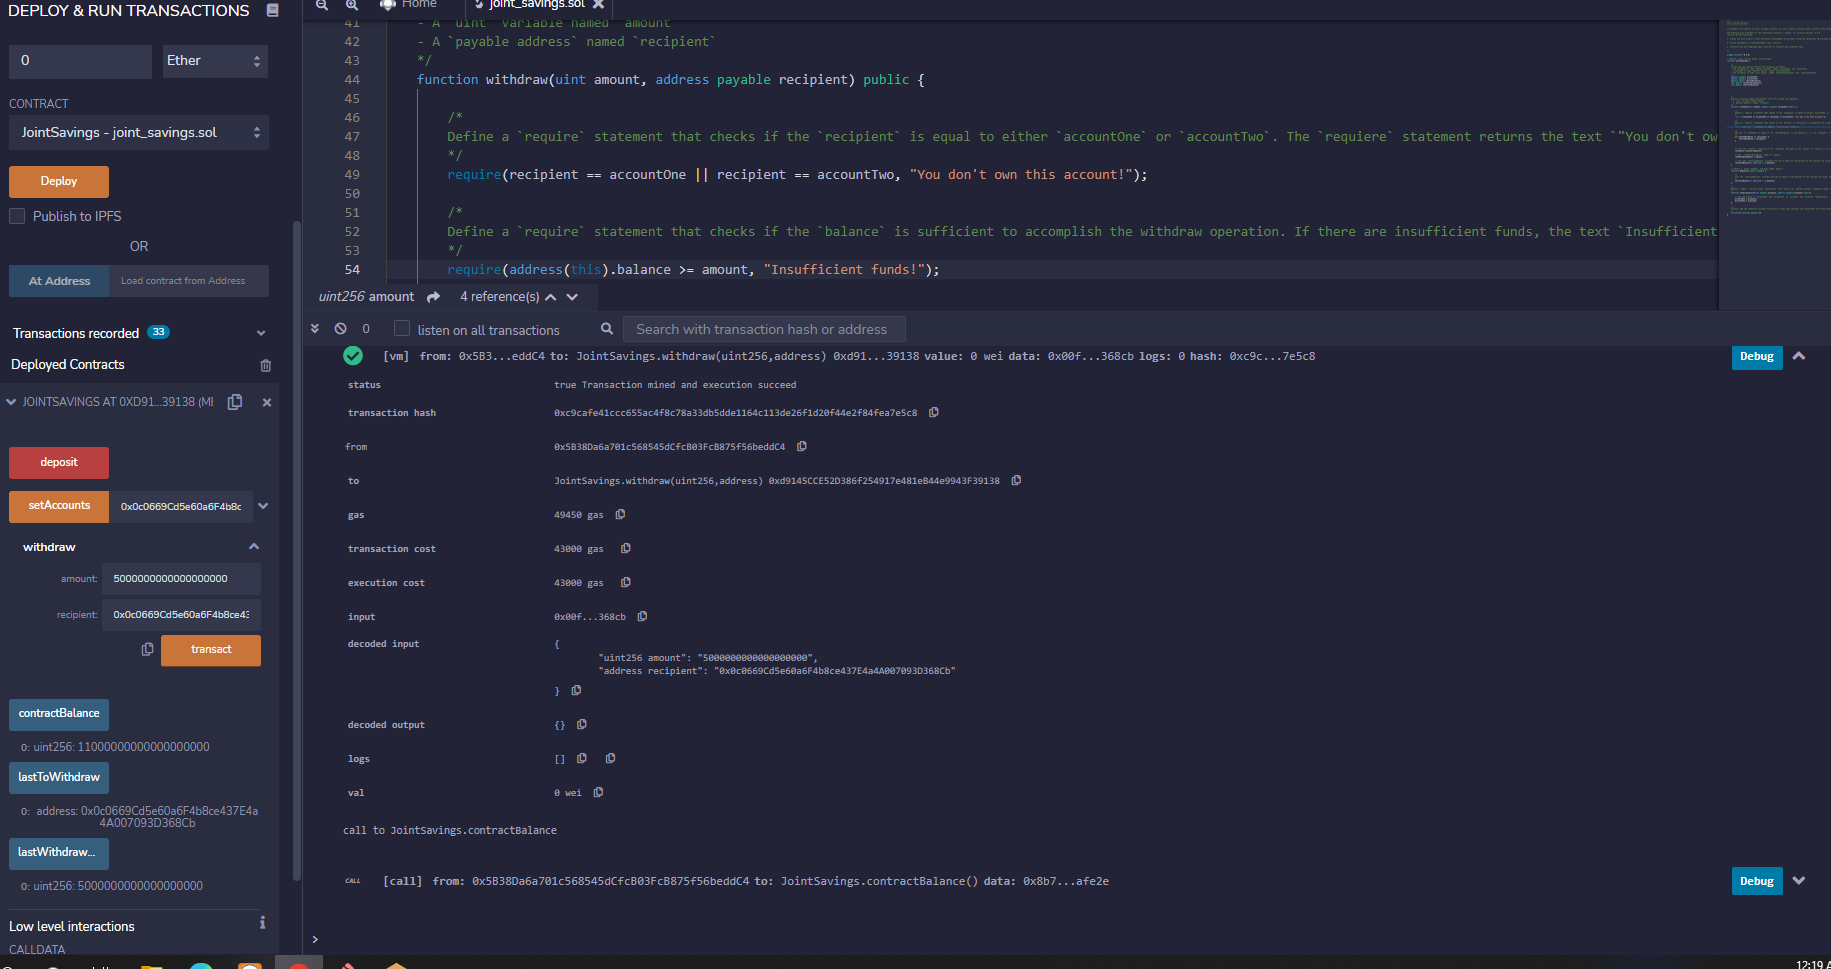 DEPLOY & RUN TRANSACTIONS
0
Ether
CONTRACT
JointSavings - joint_savings.sol
Deploy
Publish to IPFS
OR
At Address
Load contract from Address
Transactions recorded 33
Deployed Contracts
JOINTSAVINGS AT 0XD91...39138 (ME
deposit
setAccounts
0x0c0669Cd5e60a6F4b8c
withdraw
amount:
5000000000000000000
recipient:
0x0c0669Cd5e60a6F4b8ce43
transact
contractBalance
0: uint256: 11000000000000000000
lastToWithdraw
0: address: 0x0c0669Cd5e60a6F4b8ce437E4a
4A007093D368Cb
lastWithdraw...
0: uint256: 5000000000000000000
Low level interactions
i
CALLDATA
Home
joint_savings.sol
41 - A `uint` variable named `amount`
42 - A `payable address` named `recipient`
43 */
44 function withdraw(uint amount, address payable recipient) public {
45
46 /*
47 Define a `require` statement that checks if the `recipient` is equal to either `accountOne` or `accountTwo`. The `requiere` statement returns the text `"You don't ow
48 */
49 require(recipient == accountOne || recipient == accountTwo, "You don't own this account!");
50
51 /*
52 Define a `require` statement that checks if the `balance` is sufficient to accomplish the withdraw operation. If there are insufficient funds, the text `Insufficient
53 */
54 require(address(this).balance >= amount, "Insufficient funds!");
uint256 amount 4 reference(s)
0 listen on all transactions Search with transaction hash or address
[vm] from: 0x5B3...eddC4 to: JointSavings.withdraw(uint256,address) 0xd91...39138 value: 0 wei data: 0x00f...368cb logs: 0 hash: 0xc9c...7e5c8
Debug
status true Transaction mined and execution succeed
transaction hash 0xc9cafe41ccc655ac4f8c78a33db5dde1164c113de26f1d20f44e2f84fea7e5c8
from 0x5B38Da6a701c568545dCfcB03FcB875f56beddC4
to JointSavings.withdraw(uint256,address) 0xd9145CCE52D386f254917e481eB44e9943F39138
gas 49450 gas
transaction cost 43000 gas
execution cost 43000 gas
input 0x00f...368cb
decoded input {
"uint256 amount": "5000000000000000000",
"address recipient": "0x0c0669Cd5e60a6F4b8ce437E4a4A007093D368Cb"
}
decoded output {}
logs []
val 0 wei
call to JointSavings.contractBalance
CALL [call] from: 0x5B38Da6a701c568545dCfcB03FcB875f56beddC4 to: JointSavings.contractBalance() data: 0x8b7...afe2e
Debug
>
12:19